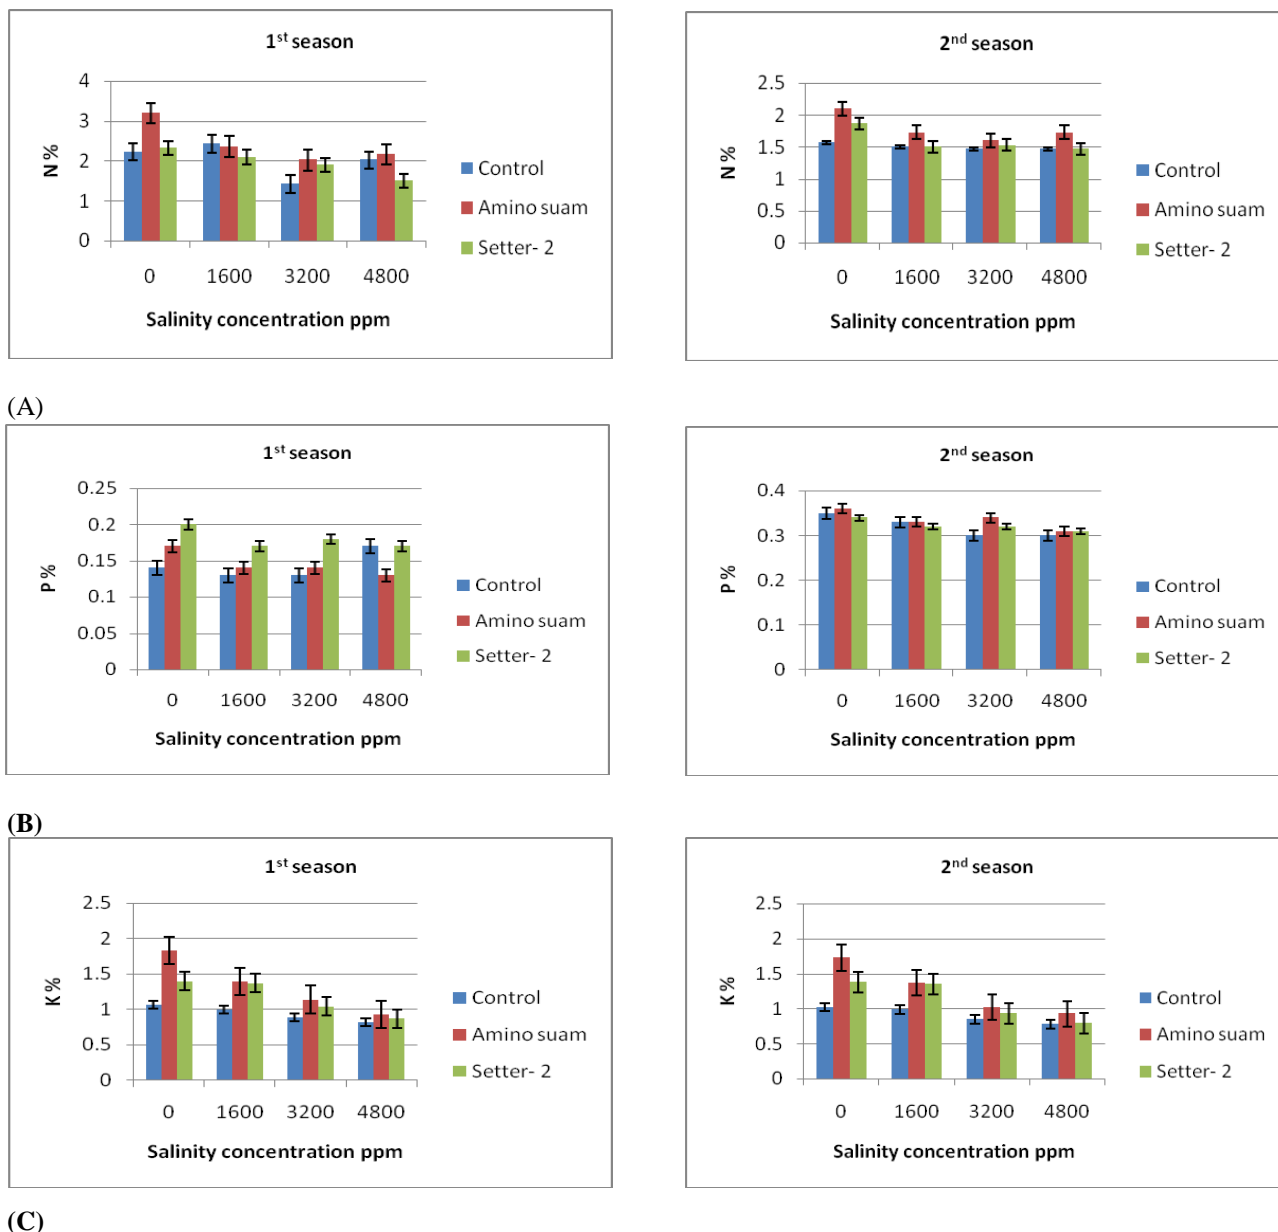 1st season
4
3
2
1
0
N %
0 1600 3200 4800
Salinity concentration ppm
Control
Amino suam
Setter- 2
2nd season
2.5
2
1.5
1
0.5
0
N %
0 1600 3200 4800
Salinity concentration ppm
Control
Amino suam
Setter- 2
(A)
1st season
0.25
0.2
0.15
0.1
0.05
0
P %
0 1600 3200 4800
Salinity concentration ppm
Control
Amino suam
Setter- 2
2nd season
0.4
0.3
0.2
0.1
0
P %
0 1600 3200 4800
Salinity concentration ppm
Control
Amino suam
Setter- 2
(B)
1st season
2.5
2
1.5
1
0.5
0
K %
0 1600 3200 4800
Salinity concentration ppm
Control
Amino suam
Setter- 2
2nd season
2.5
2
1.5
1
0.5
0
K %
0 1600 3200 4800
Salinity concentration ppm
Control
Amino suam
Setter- 2
(C)